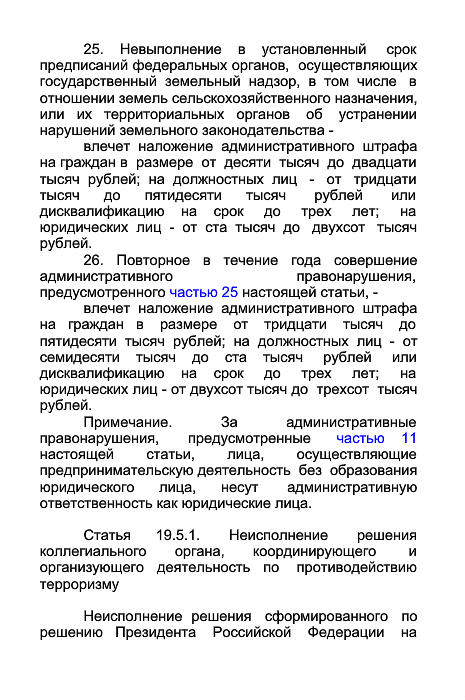 25. Невыполнение в установленный срок
предписаний федеральных органов, осуществляющих
государственный земельный надзор, в том числе в
отношении земель сельскохозяйственного назначения,
или их территориальных органов об устранении
нарушений земельного законодательства -
влечет наложение административного штрафа
на граждан в размере от десяти тысяч до двадцати
тысяч рублей; на должностных лиц - от тридцати
тысяч до пятидесяти тысяч рублей или
дисквалификацию на срок до трех лет; на
юридических лиц - от ста тысяч до двухсот тысяч
рублей.
26. Повторное в течение года совершение
административного правонарушения,
предусмотренного частью 25 настоящей статьи, -
влечет наложение административного штрафа
на граждан в размере от тридцати тысяч до
пятидесяти тысяч рублей; на должностных лиц - от
семидесяти тысяч до ста тысяч рублей или
дисквалификацию на срок до трех лет; на
юридических лиц - от двухсот тысяч до трехсот тысяч
рублей.
Примечание. За административные
правонарушения, предусмотренные частью 11
настоящей статьи, лица, осуществляющие
предпринимательскую деятельность без образования
юридического лица, несут административную
ответственность как юридические лица.
Статья 19.5.1. Неисполнение решения
коллегиального органа, координирующего и
организующего деятельность по противодействию
терроризму
Неисполнение решения сформированного по
решению Президента Российской Федерации на